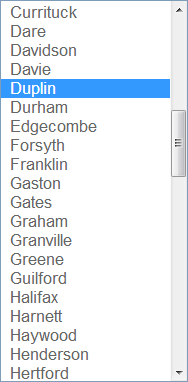 Currituck
Dare
Davidson
Davie
Duplin
Durham
Edgecombe
Forsyth
Franklin
Gaston
Gates
Graham
Granville
Greene
Guilford
Halifax
Harnett
Haywood
Henderson
Hertford